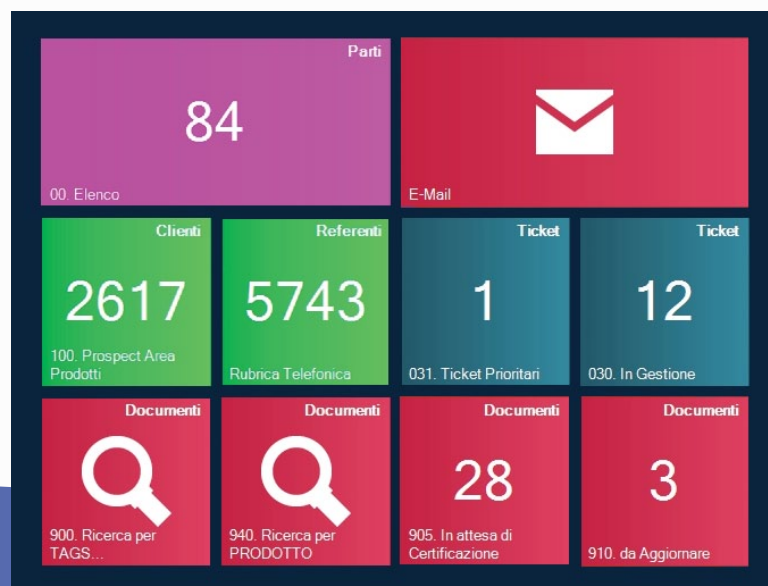 Parti
84
00. Elenco
E-Mail
Clienti
2617
100. Prospect Area
Prodotti
Referenti
5743
Rubrica Telefonica
Ticket
1
031. Ticket Prioritari
Ticket
12
030. In Gestione
Documenti
900. Ricerca per
TAGS...
Documenti
940. Ricerca per
PRODOTTO
Documenti
28
905. In attesa di
Certificazione
Documenti
3
910. da Aggiornare